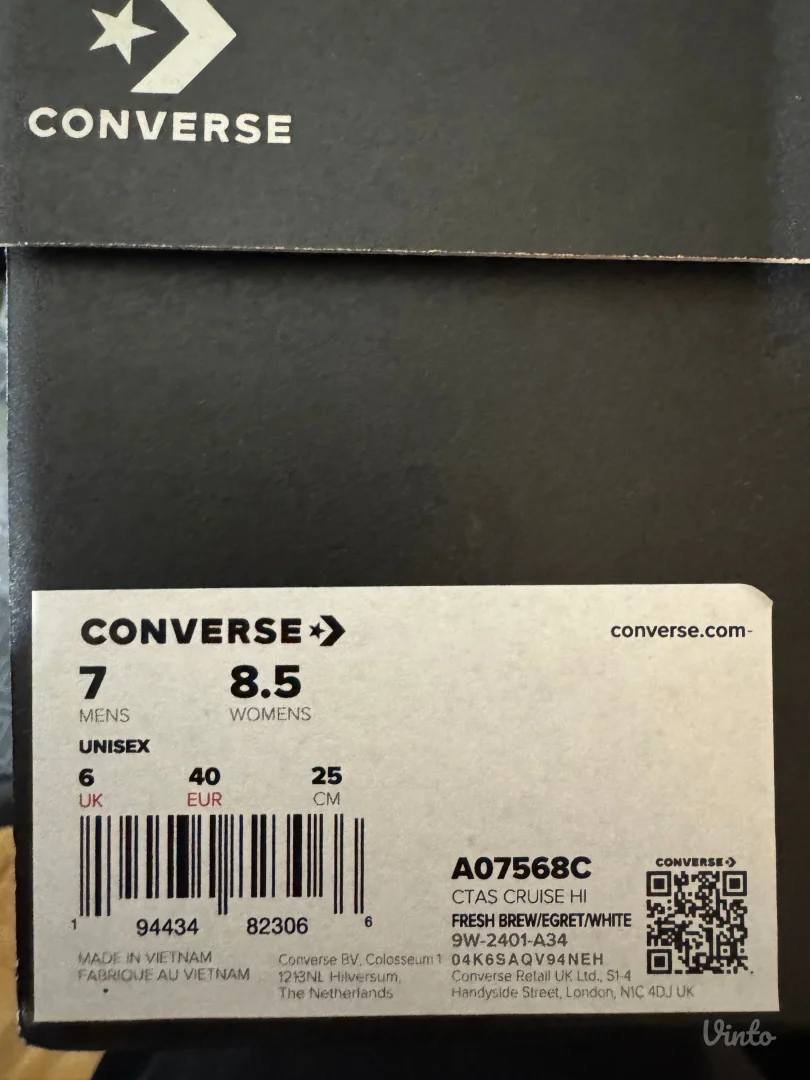 CONVERSE
CONVERSE
converse.com-
7 8.5
MENS WOMENS
UNISEX
6 40 25
UK EUR CM
1 94434 82306 6
A07568C
CTAS CRUISE HI
FRESH BREW/EGRET/WHITE
9W-2401-A34
04K6SAQV94NEH
Converse Retail UK Ltd., S1-4
Handyside Street, London, N1C 4DJ UK
CONVERSE
MADE IN VIETNAM
FABRIQUÉ AU VIETNAM
Converse BV, Colosseum 1
1213NL Hilversum,
The Netherlands
Vinto